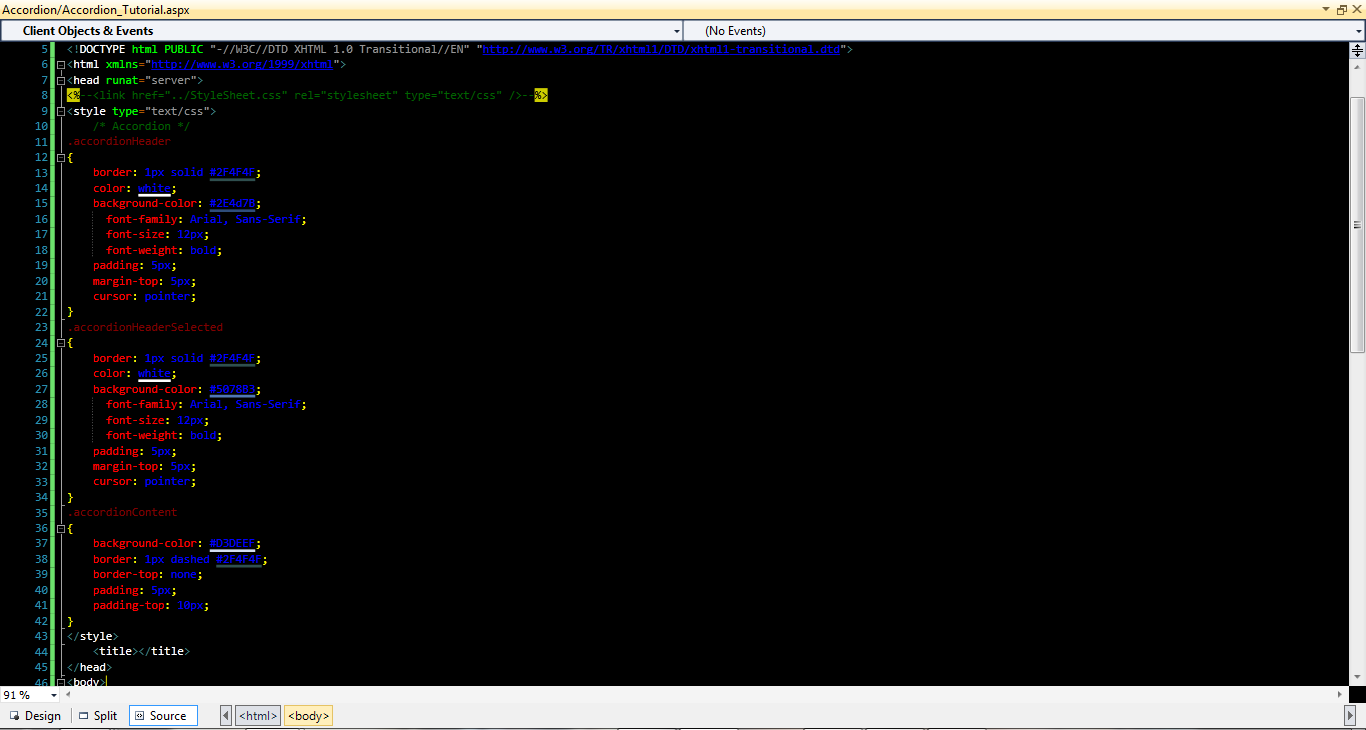 Accordion/Accordion_Tutorial.aspx
Client Objects & Events (No Events)
5 <!DOCTYPE html PUBLIC "-//W3C//DTD XHTML 1.0 Transitional//EN" "http://www.w3.org/TR/xhtml1/DTD/xhtml1-transitional.dtd">
6 <html xmlns="http://www.w3.org/1999/xhtml">
7 <head runat="server">
8 <%--<link href="../StyleSheet.css" rel="stylesheet" type="text/css" />--%>
9 <style type="text/css">
10 /* Accordion */
11 .accordionHeader
12 {
13 border: 1px solid #2F4F4F;
14 color: white;
15 background-color: #2E4d7B;
16 font-family: Arial, Sans-Serif;
17 font-size: 12px;
18 font-weight: bold;
19 padding: 5px;
20 margin-top: 5px;
21 cursor: pointer;
22 }
23 .accordionHeaderSelected
24 {
25 border: 1px solid #2F4F4F;
26 color: white;
27 background-color: #5078B3;
28 font-family: Arial, Sans-Serif;
29 font-size: 12px;
30 font-weight: bold;
31 padding: 5px;
32 margin-top: 5px;
33 cursor: pointer;
34 }
35 .accordionContent
36 {
37 background-color: #D3DEEF;
38 border: 1px dashed #2F4F4F;
39 border-top: none;
40 padding: 5px;
41 padding-top: 10px;
42 }
43 </style>
44 <title></title>
45 </head>
46 <body>
91 %
Design Split Source <html> <body>